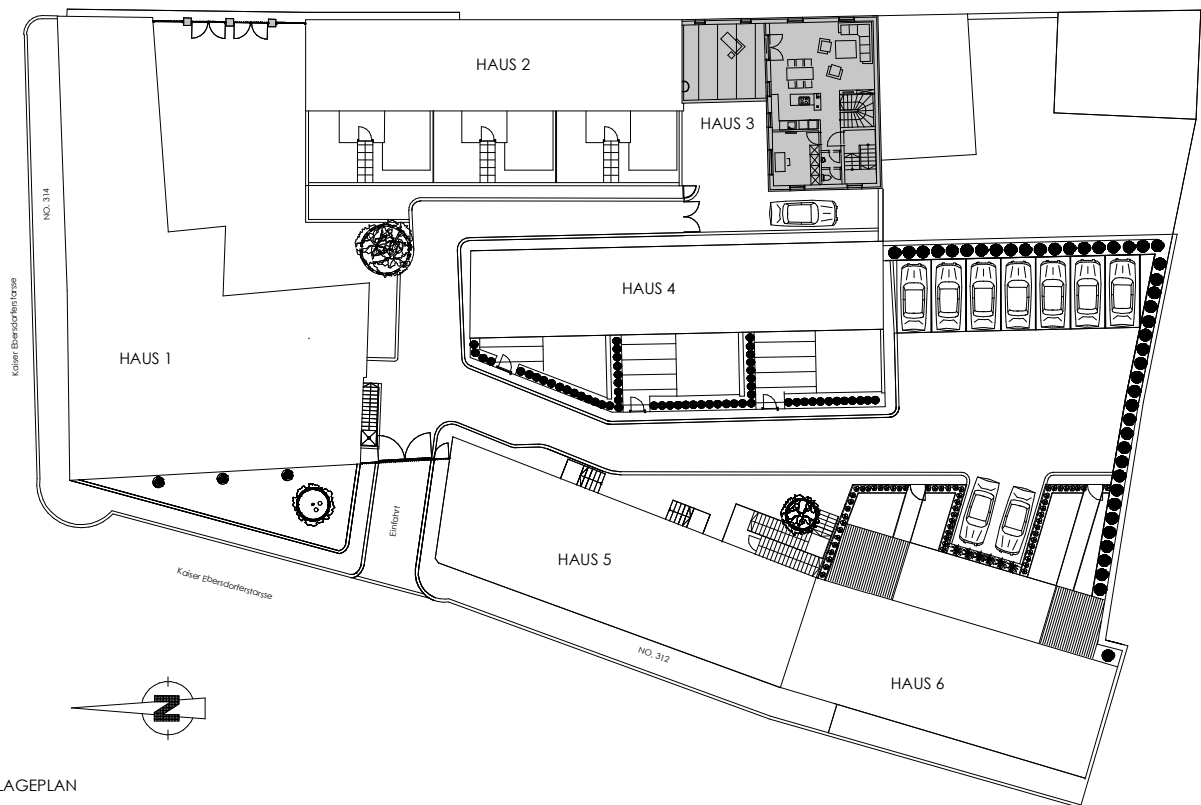 HAUS 2
HAUS 3
NO. 314
Kaiser Ebersdorferstarsse
HAUS 4
HAUS 1
Einfahrt
HAUS 5
Kaiser Ebersdorferstarsse
NO. 312
HAUS 6
N
LAGEPLAN